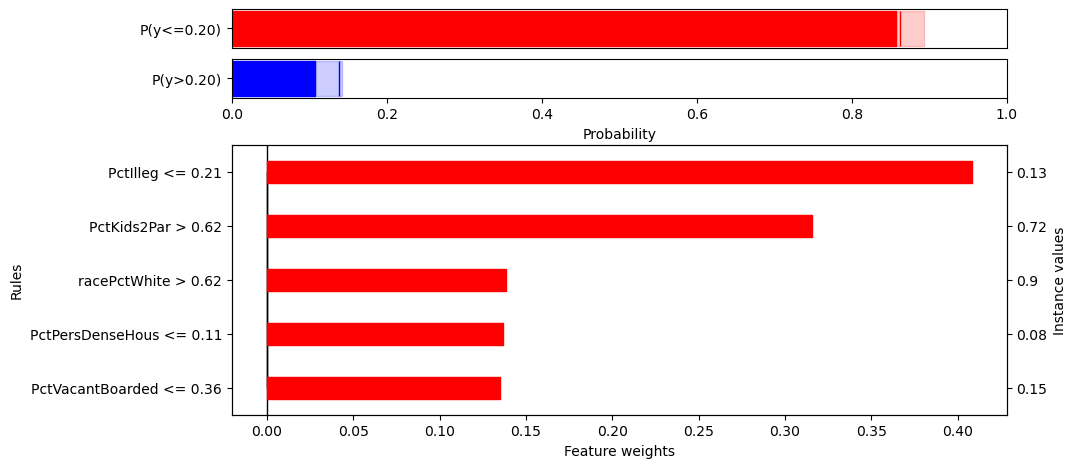 P(y<=0.20)
P(y>0.20)
0.0 0.2 0.4 0.6 0.8 1.0
Probability
PctIlleg <= 0.21 0.13
PctKids2Par > 0.62 0.72
racePctWhite > 0.62 0.9
PctPersDenseHous <= 0.11 0.08
PctVacantBoarded <= 0.36 0.15
Rules
Instance values
0.00 0.05 0.10 0.15 0.20 0.25 0.30 0.35 0.40
Feature weights